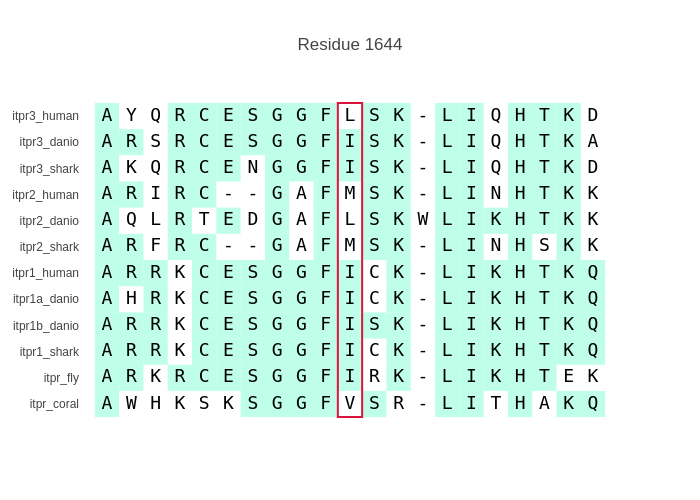 Residue 1644
itpr3_human A Y Q R C E S G G F L S K - L I Q H T K D
itpr3_danio A R S R C E S G G F I S K - L I Q H T K A
itpr3_shark A K Q R C E N G G F I S K - L I Q H T K D
itpr2_human A R I R C - - G A F M S K - L I N H T K K
itpr2_danio A Q L R T E D G A F L S K W L I K H T K K
itpr2_shark A R F R C - - G A F M S K - L I N H S K K
itpr1_human A R R K C E S G G F I C K - L I K H T K Q
itpr1a_danio A H R K C E S G G F I C K - L I K H T K Q
itpr1b_danio A R R K C E S G G F I S K - L I K H T K Q
itpr1_shark A R R K C E S G G F I C K - L I K H T K Q
itpr_fly A R K R C E S G G F I R K - L I K H T E K
itpr_coral A W H K S K S G G F V S R - L I T H A K Q